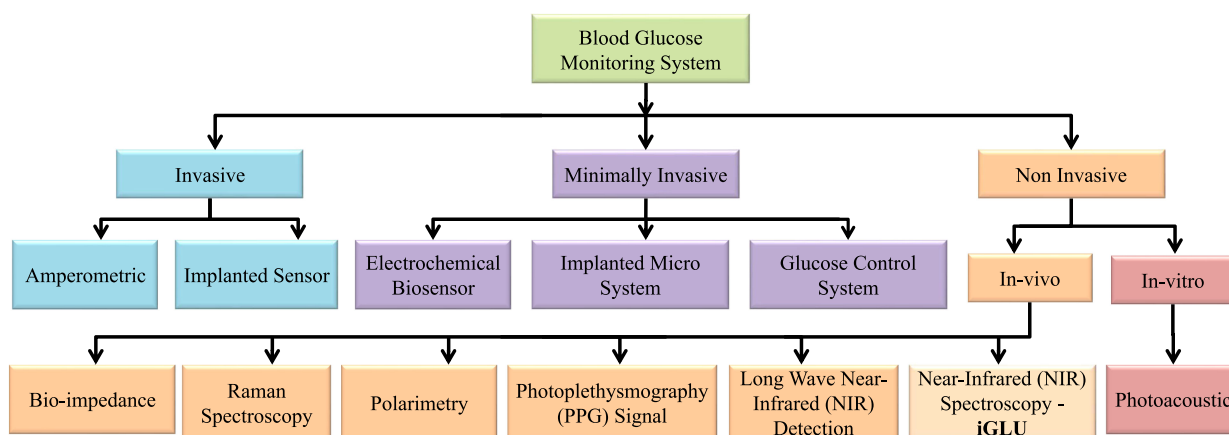 Blood Glucose
Monitoring System
Invasive
Minimally Invasive
Non Invasive
Amperometric
Implanted Sensor
Electrochemical
Biosensor
Implanted Micro
System
Glucose Control
System
In-vivo
In-vitro
Bio-impedance
Raman
Spectroscopy
Polarimetry
Photoplethysmography
(PPG) Signal
Long Wave Near-
Infrared (NIR)
Detection
Near-Infrared (NIR)
Spectroscopy -
iGLU
Photoacoustic